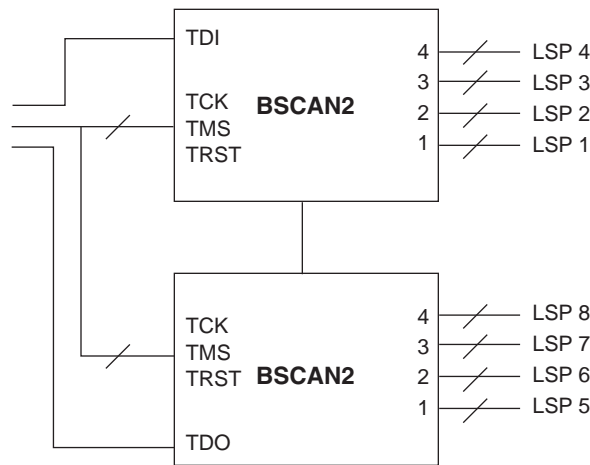 TDI
TCK
TMS
TRST
BSCAN2
4 LSP 4
3 LSP 3
2 LSP 2
1 LSP 1
TCK
TMS
TRST
TDO
BSCAN2
4 LSP 8
3 LSP 7
2 LSP 6
1 LSP 5